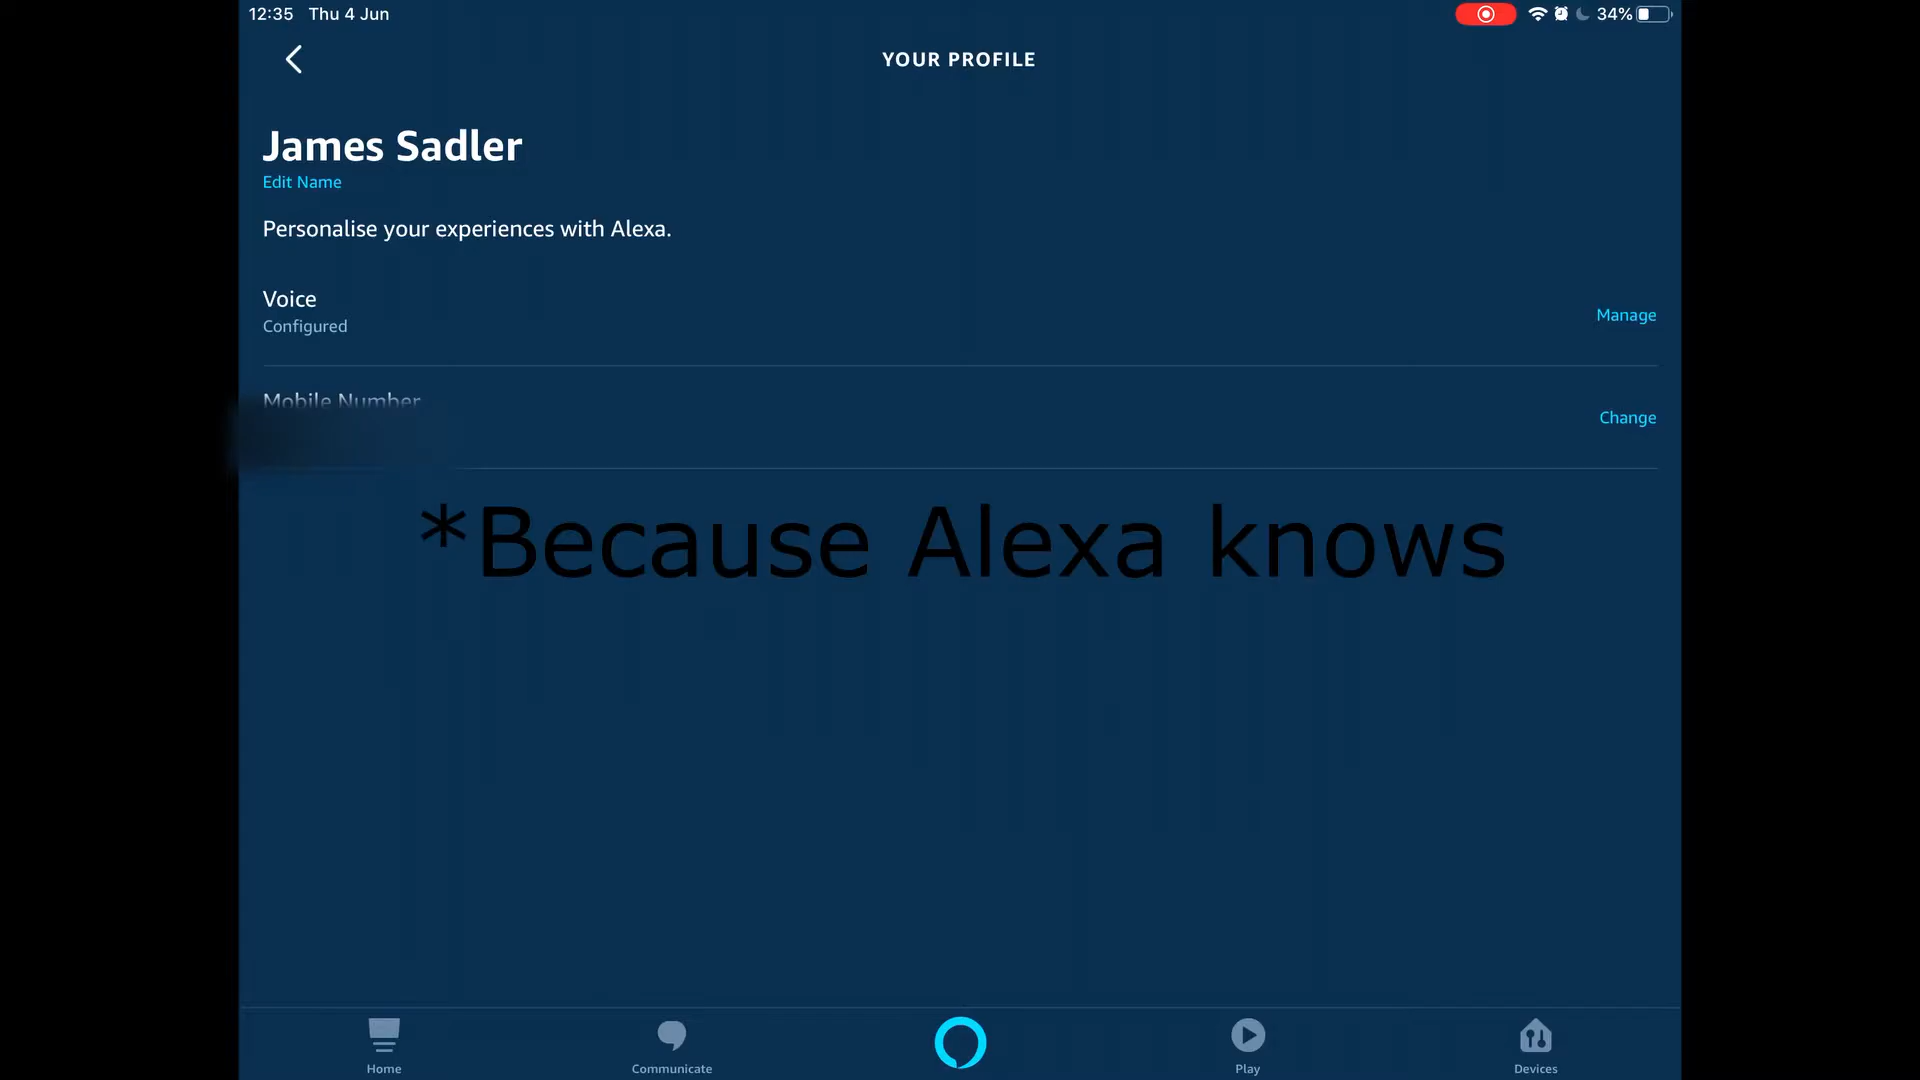 12:35 Thu 4 Jun
34%
YOUR PROFILE
James Sadler
Edit Name
Personalise your experiences with Alexa.
Voice
Configured
Manage
Mobile Number
Change
*Because Alexa knows
Home
Communicate
Play
Devices